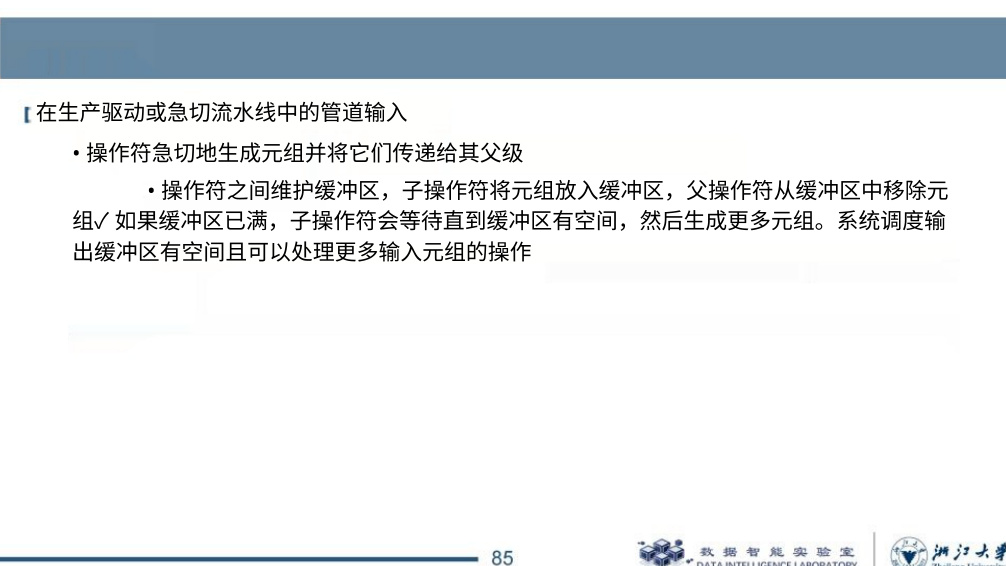 在生产驱动或急切流水线中的管道输入
• 操作符急切地生成元组并将它们传递给其父级
• 操作符之间维护缓冲区，子操作符将元组放入缓冲区，父操作符从缓冲区中移除元
组✓ 如果缓冲区已满，子操作符会等待直到缓冲区有空间，然后生成更多元组。系统调度输
出缓冲区有空间且可以处理更多输入元组的操作
85
数据智能实验室
DATA INTELLIGENCE LABORATORY
浙江大学